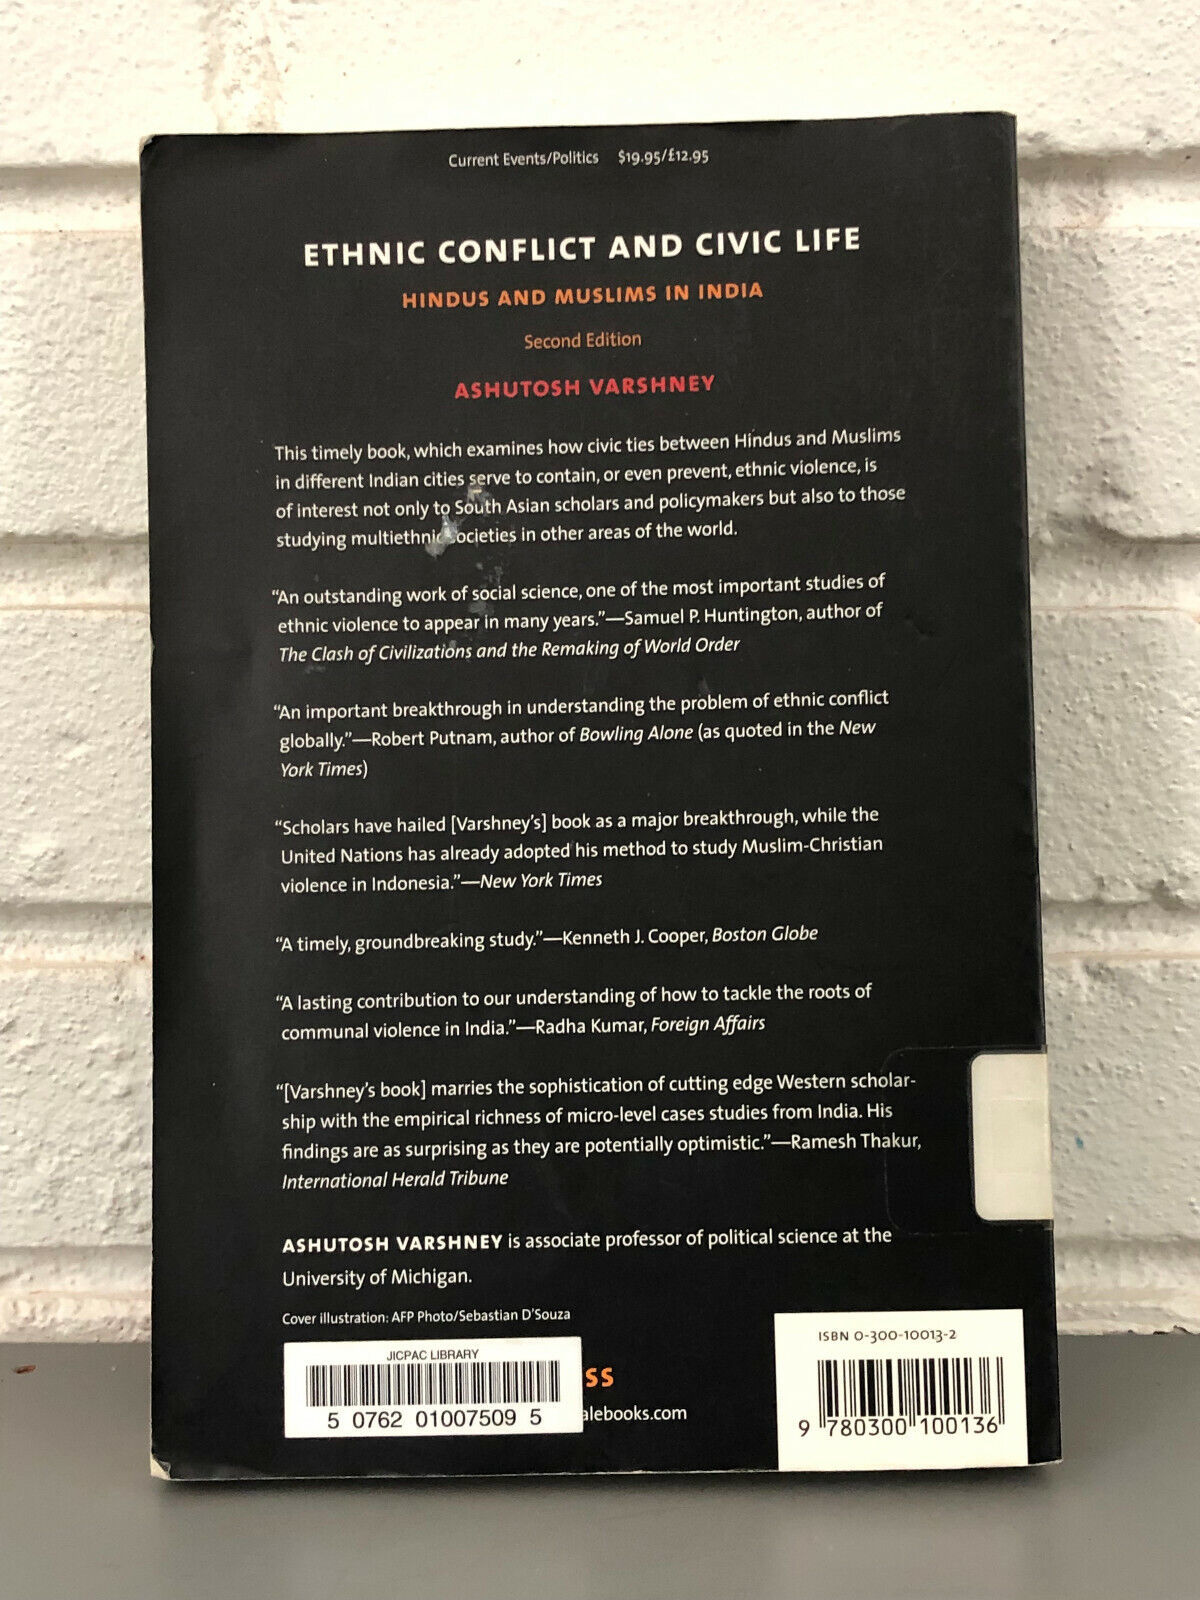 Current Events/Politics $19.95/£12.95
ETHNIC CONFLICT AND CIVIC LIFE
HINDUS AND MUSLIMS IN INDIA
Second Edition
ASHUTOSH VARSHNEY
This timely book, which examines how civic ties between Hindus and Muslims
in different Indian cities serve to contain, or even prevent, ethnic violence, is
of interest not only to South Asian scholars and policymakers but also to those
studying multiethnic societies in other areas of the world.
“An outstanding work of social science, one of the most important studies of
ethnic violence to appear in many years.”—Samuel P. Huntington, author of
The Clash of Civilizations and the Remaking of World Order
“An important breakthrough in understanding the problem of ethnic conflict
globally.”—Robert Putnam, author of Bowling Alone (as quoted in the New
York Times)
“Scholars have hailed [Varshney's] book as a major breakthrough, while the
United Nations has already adopted his method to study Muslim-Christian
violence in Indonesia.”—New York Times
“A timely, groundbreaking study.”—Kenneth J. Cooper, Boston Globe
“A lasting contribution to our understanding of how to tackle the roots of
communal violence in India.”—Radha Kumar, Foreign Affairs
“[Varshney's book] marries the sophistication of cutting edge Western scholar-
ship with the empirical richness of micro-level cases studies from India. His
findings are as surprising as they are potentially optimistic.”—Ramesh Thakur,
International Herald Tribune
ASHUTOSH VARSHNEY is associate professor of political science at the
University of Michigan.
Cover illustration: AFP Photo/Sebastian D'Souza
JICPAC LIBRARY
5 0762 01007509 5
SS
alebooks.com
ISBN 0-300-10013-2
9 780300 100136